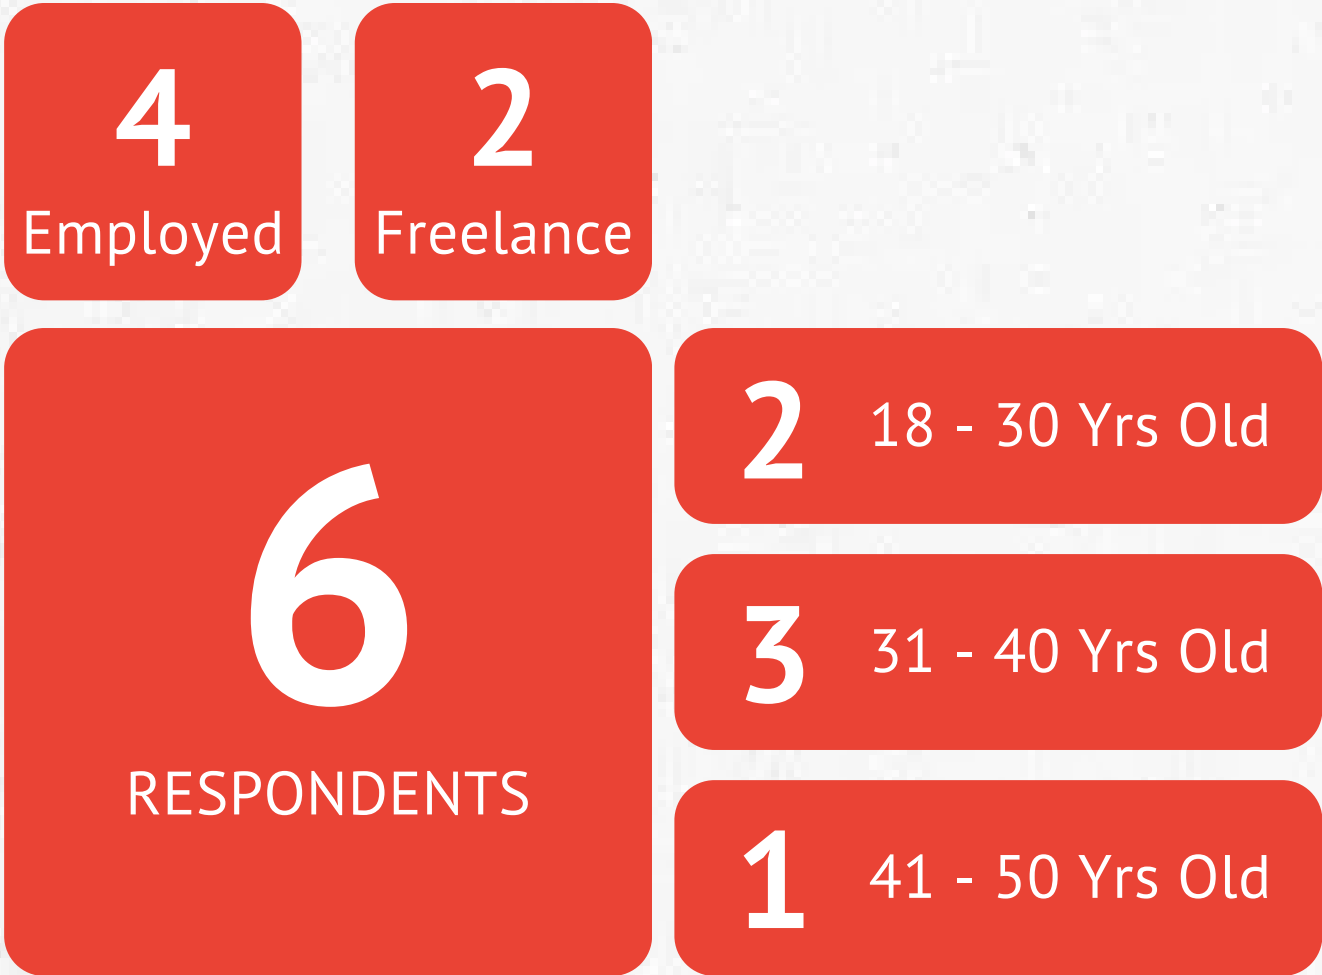 4
Employed
2
Freelance
6
RESPONDENTS
2 18 - 30 Yrs Old
3 31 - 40 Yrs Old
1 41 - 50 Yrs Old